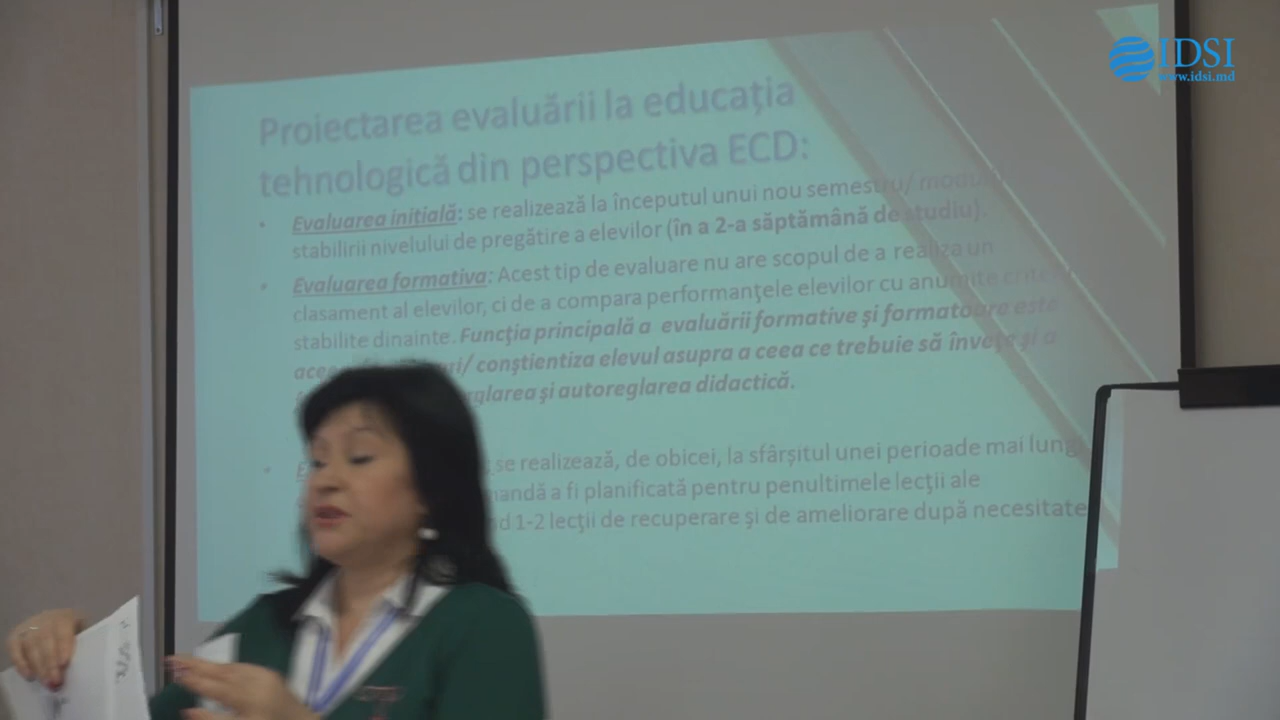 IDSI
www.idsi.md
Proiectarea evaluării la educația
tehnologică din perspectiva ECD:
• Evaluarea initială: se realizează la începutul unui nou semestru/
stabilirii nivelului de pregătire a elevilor (în a 2-a săptămână de studiu).
• Evaluarea formativa: Acest tip de evaluare nu are scopul de a realiza un
clasament al elevilor, ci de a compara performanţele elevilor cu anumite
stabilite dinainte. Funcţia principală a evaluării formative şi formatoare este
conştientiza elevul asupra a ceea ce trebuie să înveţe şi a
şi autoreglarea didactică.
• se realizează, de obicei, la sfârșitul unei perioade mai lungi
a fi planificată pentru penultimele lecţii ale
1-2 lecţii de recuperare şi de ameliorare după necesitate